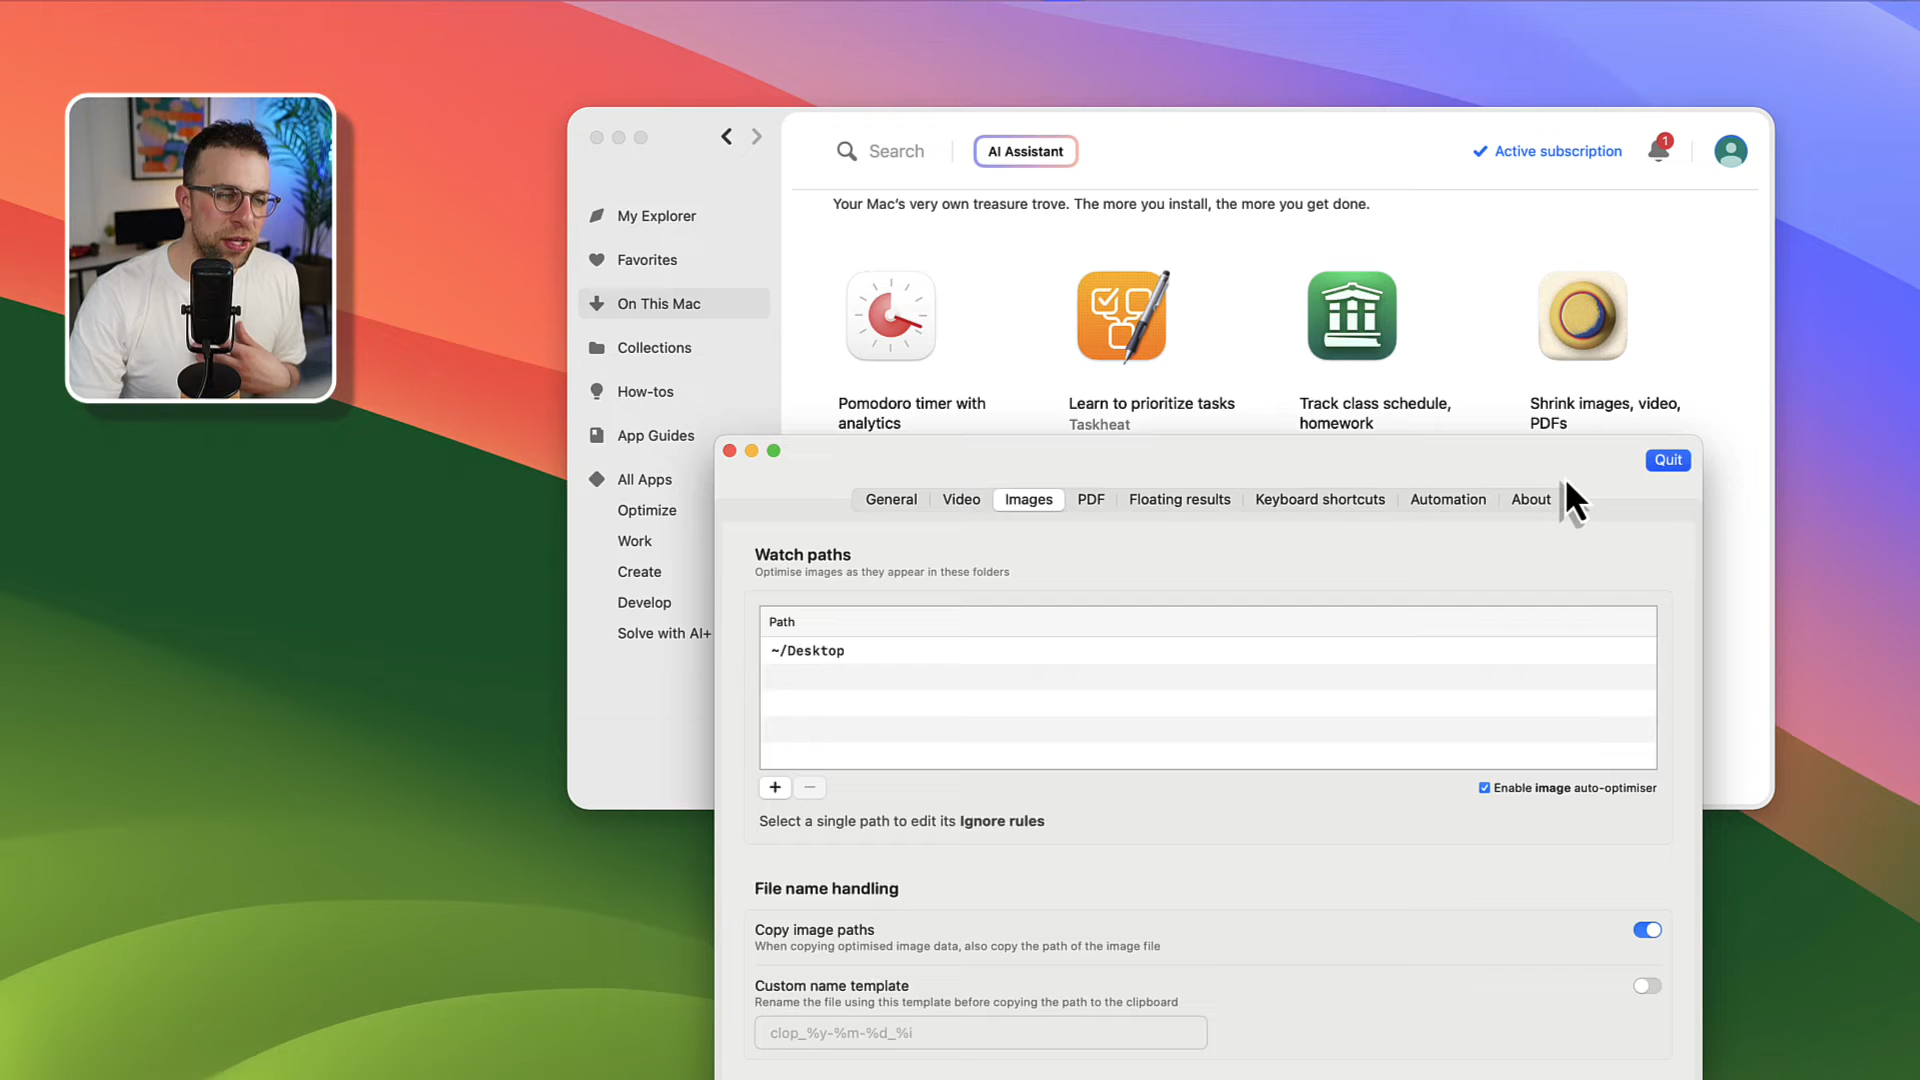 Search
AI Assistant
Active subscription
1
Your Mac's very own treasure trove. The more you install, the more you get done.
My Explorer
Favorites
On This Mac
Collections
How-tos
App Guides
All Apps
Optimize
Work
Create
Develop
Solve with AI+
Pomodoro timer with
analytics
Learn to prioritize tasks
Taskheat
Track class schedule,
homework
Shrink images, video,
PDFs
Quit
General
Video
Images
PDF
Floating results
Keyboard shortcuts
Automation
About
Watch paths
Optimise images as they appear in these folders
Path
~/Desktop
Enable image auto-optimiser
Select a single path to edit its Ignore rules
File name handling
Copy image paths
When copying optimised image data, also copy the path of the image file
Custom name template
Rename the file using this template before copying the path to the clipboard
clop_%y-%m-%d_%i